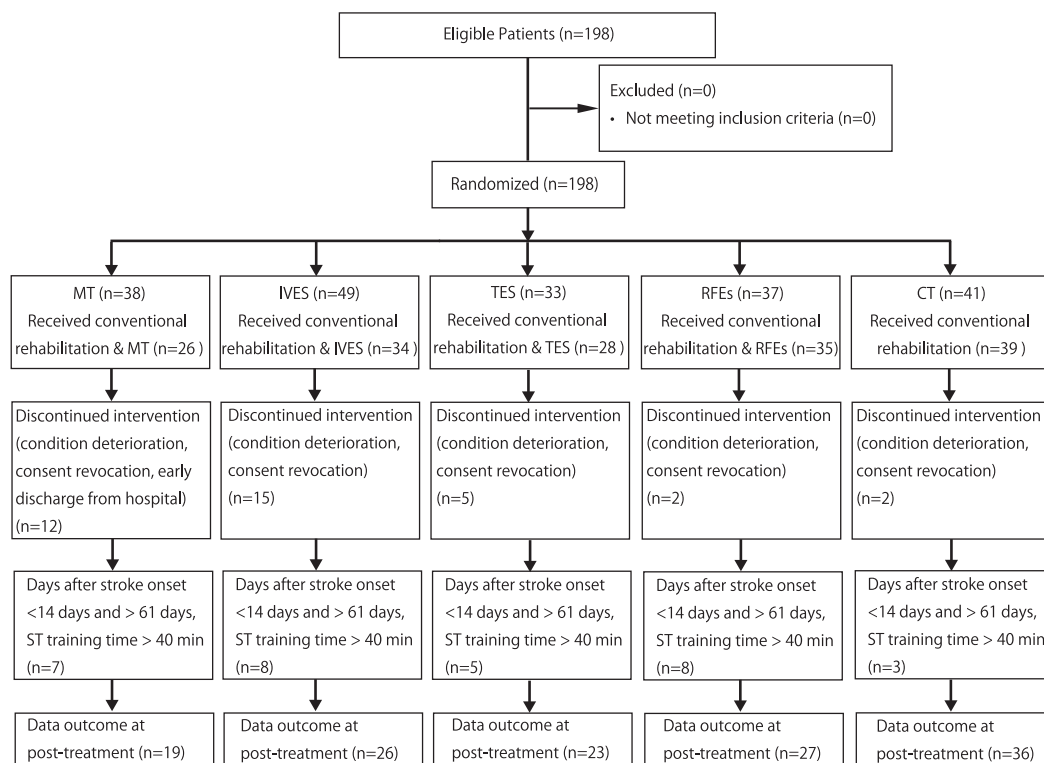 Eligible Patients (n=198)
Excluded (n=0)
• Not meeting inclusion criteria (n=0)
Randomized (n=198)
MT (n=38)
Received conventional
rehabilitation & MT (n=26 )
IVES (n=49)
Received conventional
rehabilitation & IVES (n=34 )
TES (n=33)
Received conventional
rehabilitation & TES (n=28 )
RFEs (n=37)
Received conventional
rehabilitation & RFEs (n=35)
CT (n=41)
Received conventional
rehabilitation (n=39 )
Discontinued intervention
(condition deterioration,
consent revocation, early
discharge from hospital)
(n=12)
Discontinued intervention
(condition deterioration,
consent revocation)
(n=15)
Discontinued intervention
(condition deterioration,
consent revocation)
(n=5)
Discontinued intervention
(condition deterioration,
consent revocation)
(n=2)
Discontinued intervention
(condition deterioration,
consent revocation)
(n=2)
Days after stroke onset
<14 days and > 61 days,
ST training time > 40 min
(n=7)
Days after stroke onset
<14 days and > 61 days,
ST training time > 40 min
(n=8)
Days after stroke onset
<14 days and > 61 days,
ST training time > 40 min
(n=5)
Days after stroke onset
<14 days and > 61 days,
ST training time > 40 min
(n=8)
Days after stroke onset
<14 days and > 61 days,
ST training time > 40 min
(n=3)
Data outcome at
post-treatment (n=19)
Data outcome at
post-treatment (n=26)
Data outcome at
post-treatment (n=23)
Data outcome at
post-treatment (n=27)
Data outcome at
post-treatment (n=36)